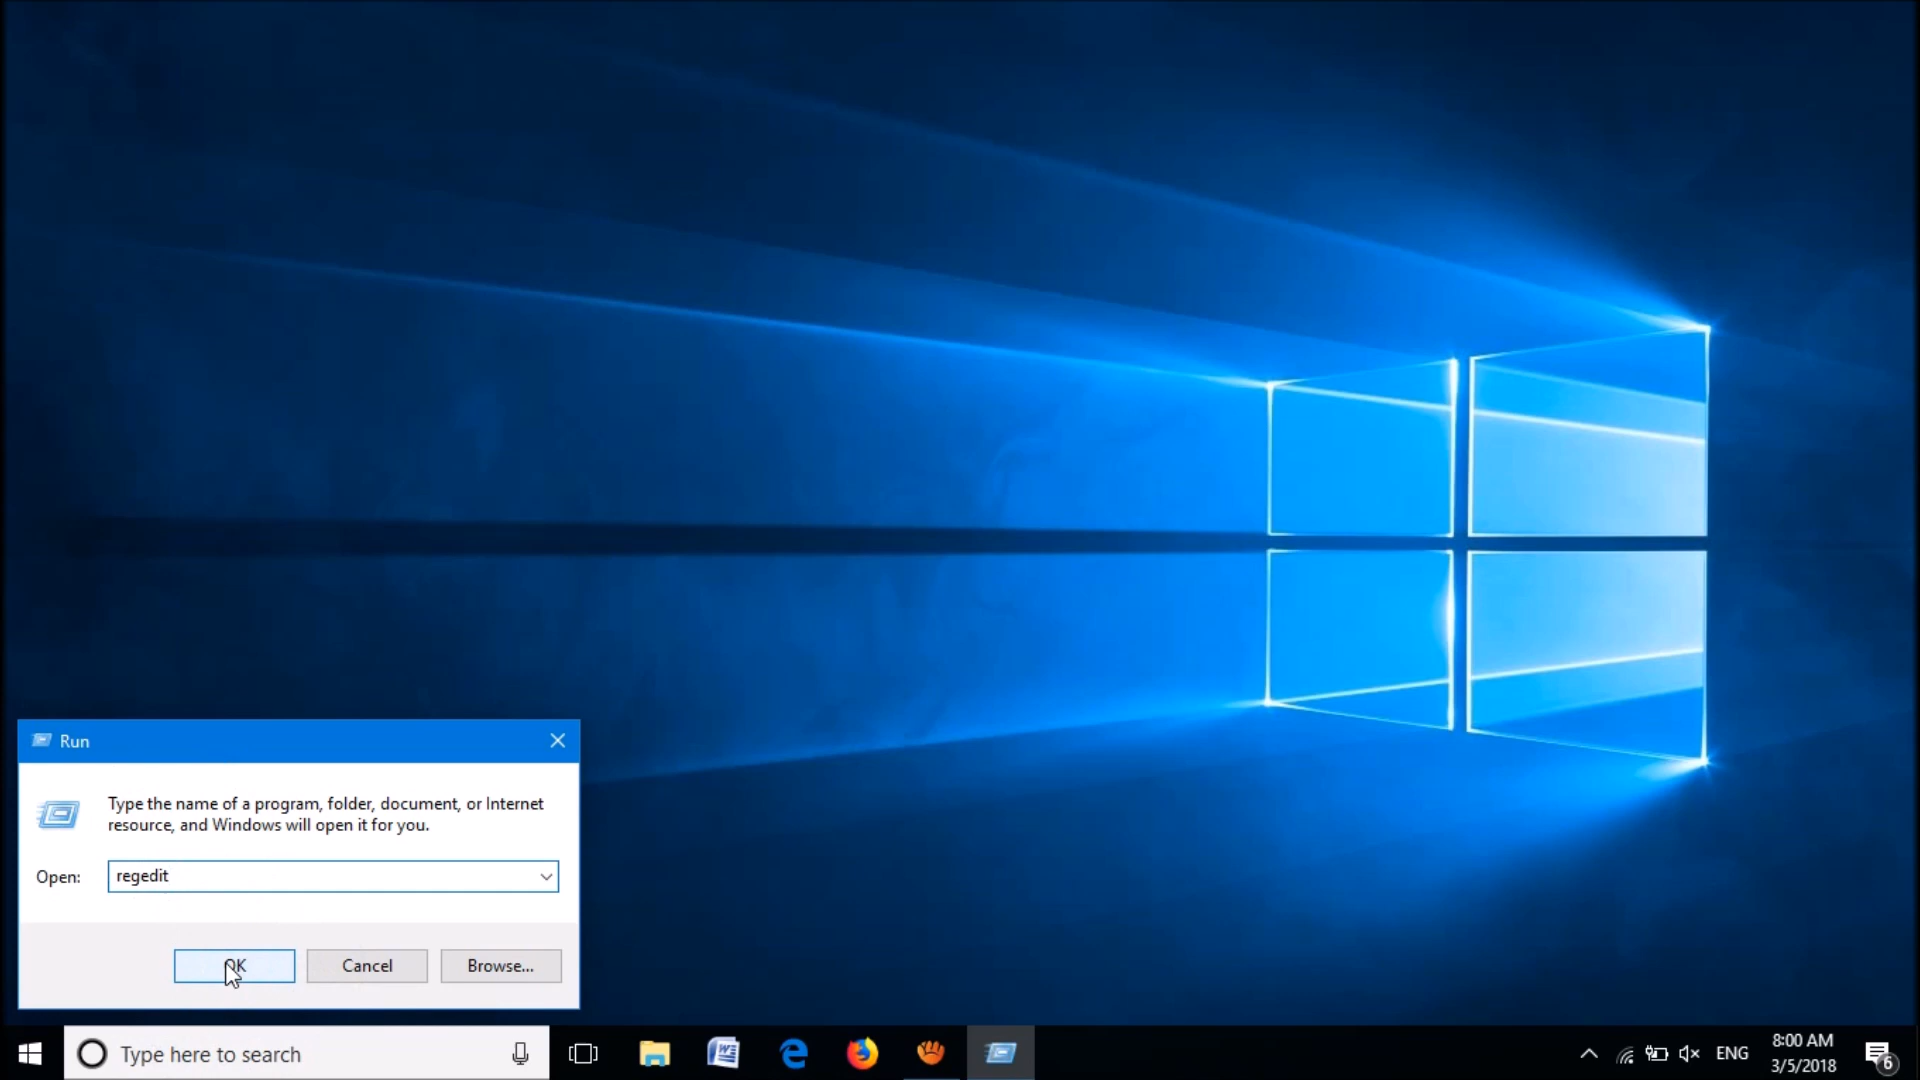 Run
Type the name of a program, folder, document, or Internet
resource, and Windows will open it for you.
Open:
regedit
OK
Cancel
Browse...
Type here to search
ENG
8:00 AM
3/5/2018
6